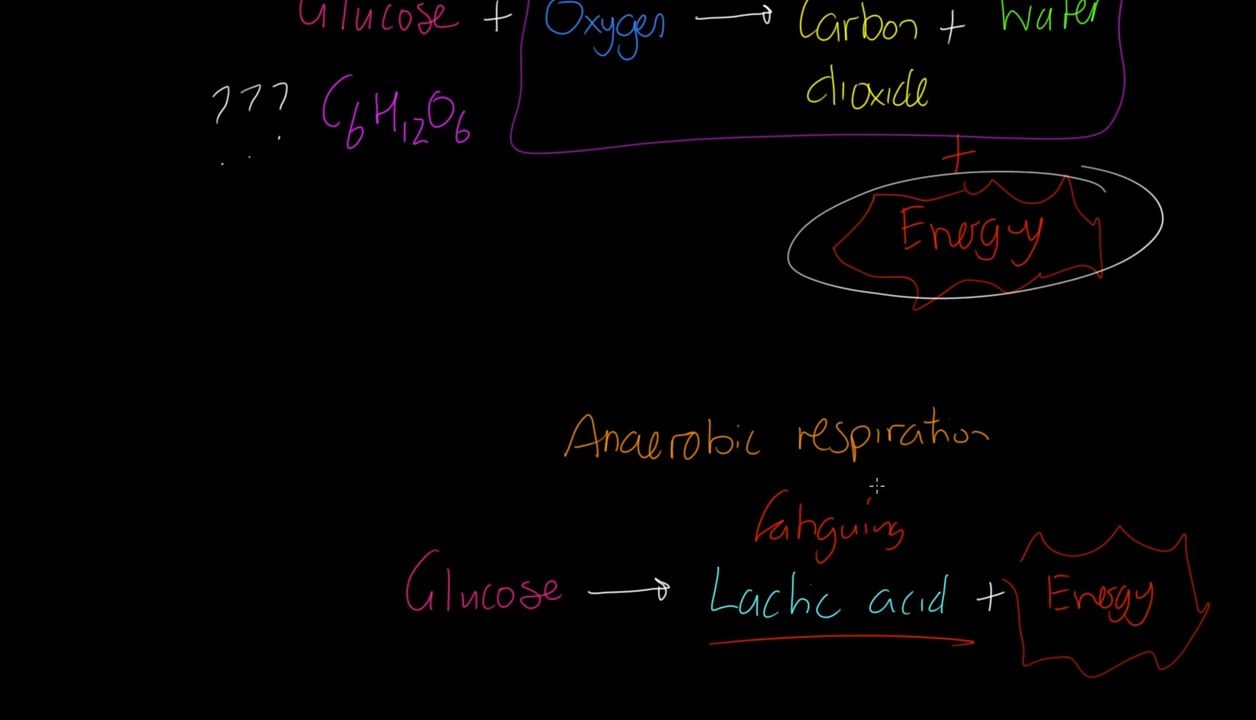 Glucose + Oxygen → Carbon + Water
dioxide
??? C6H12O6
+
Energy
Anaerobic respiration
Fatiguing
Glucose → Lactic acid + Energy